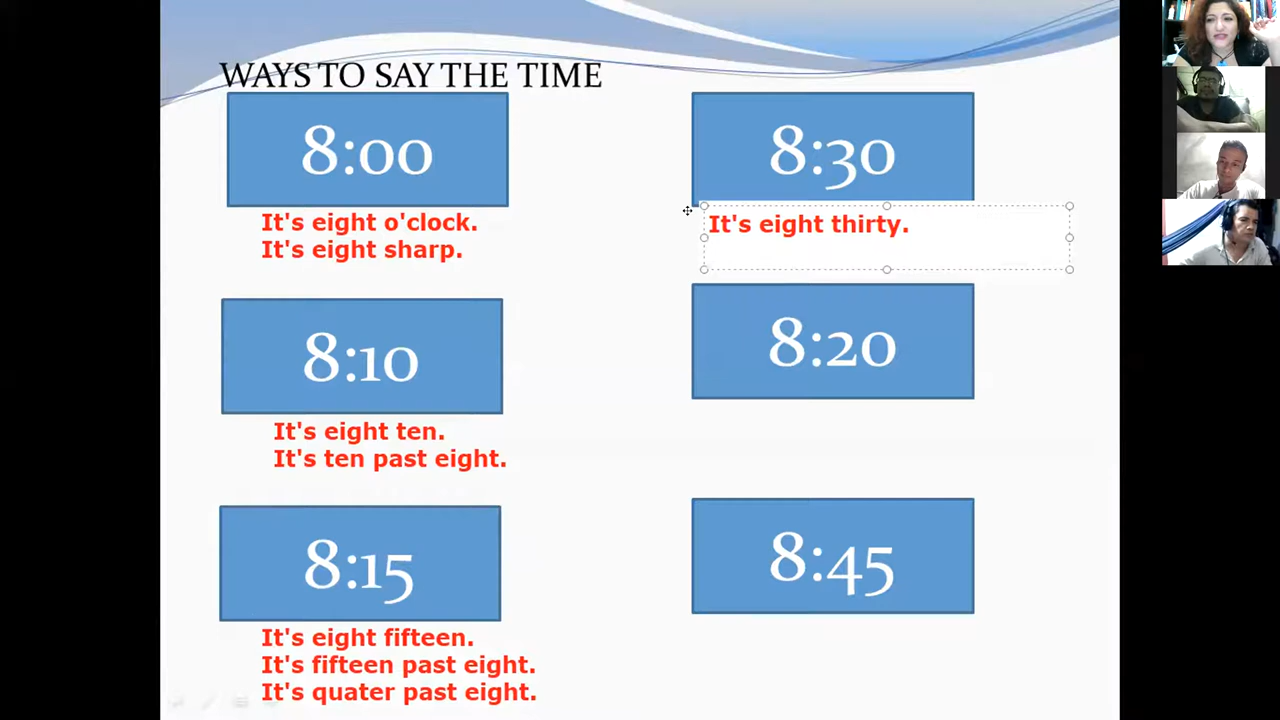 WAYS TO SAY THE TIME
8:00
It's eight o'clock.
It's eight sharp.
8:10
It's eight ten.
It's ten past eight.
8:15
It's eight fifteen.
It's fifteen past eight.
It's quater past eight.
8:30
It's eight thirty.
8:20
8:45